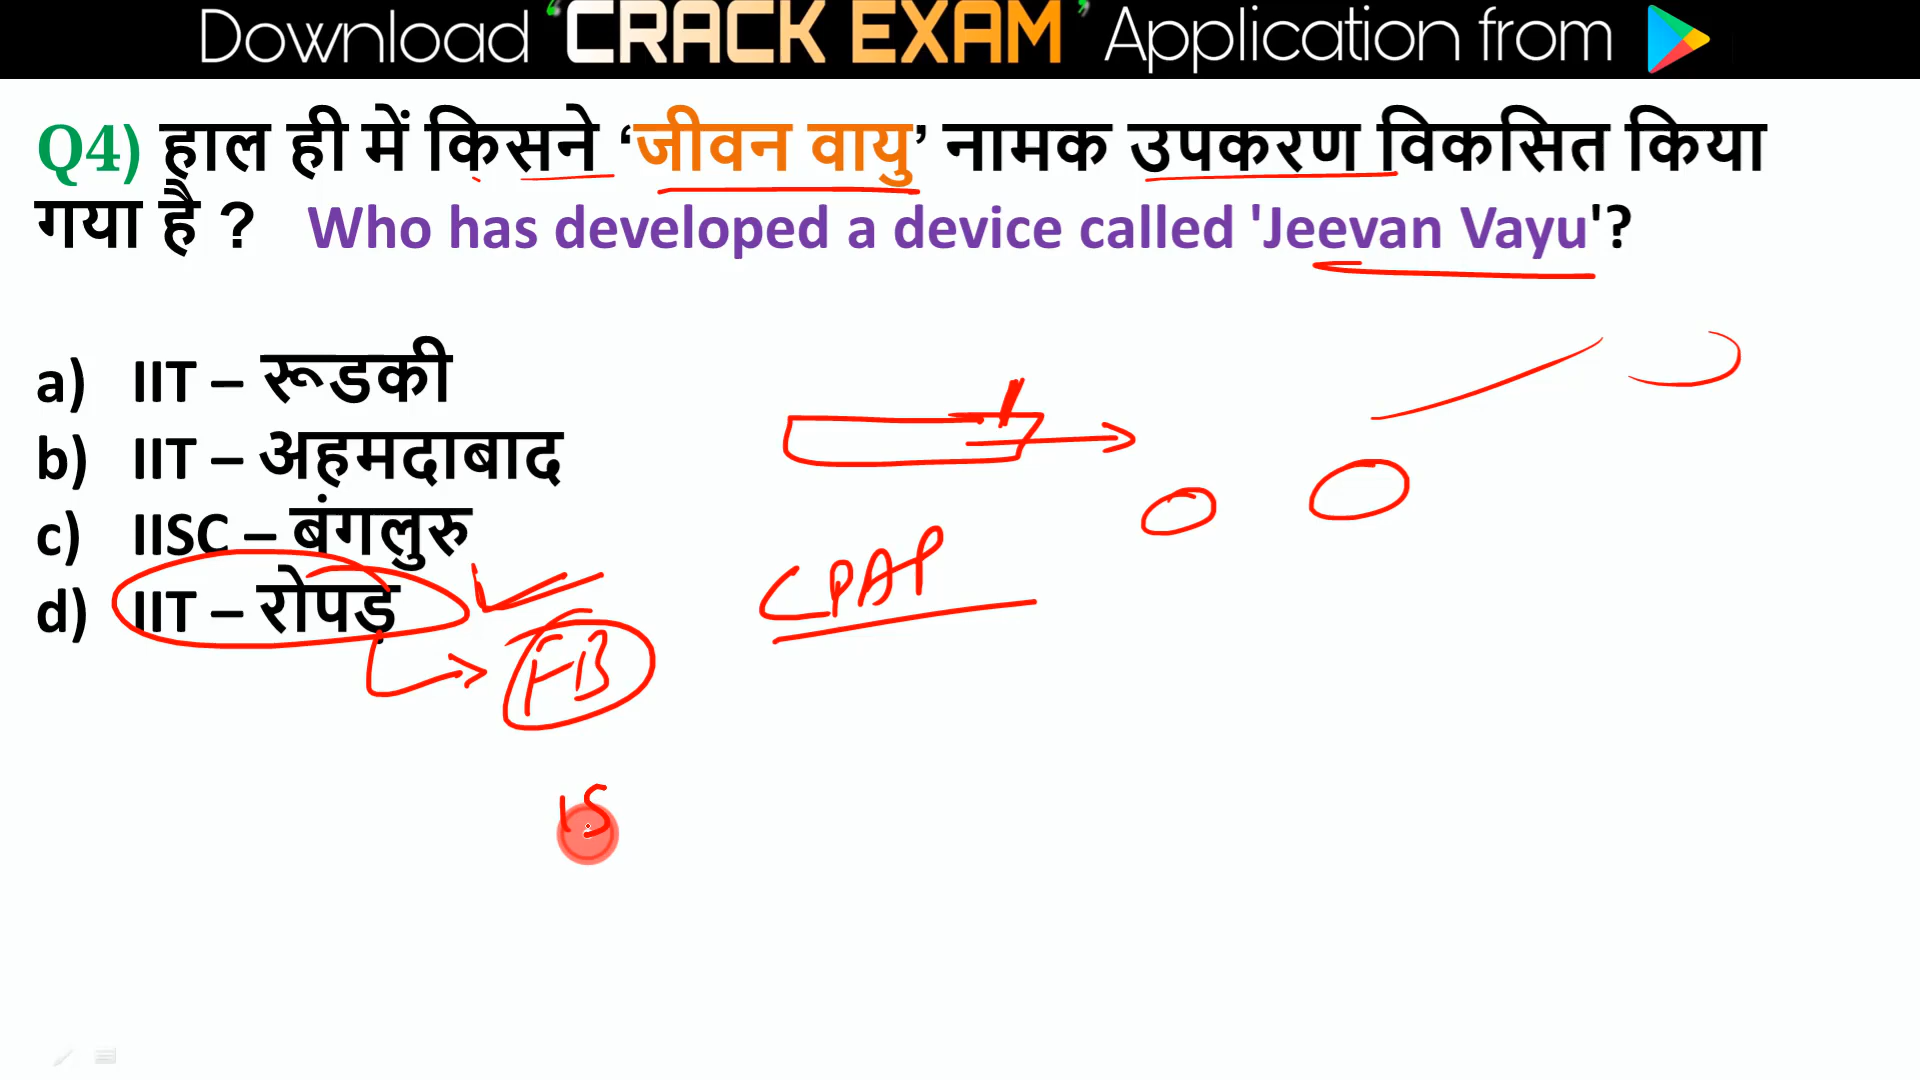 Download 'CRACK EXAM' Application from
Q4) हाल ही में किसने ‘जीवन वायु’ नामक उपकरण विकसित किया
गया है ? Who has developed a device called 'Jeevan Vayu'?
a) IIT – रूडकी
b) IIT – अहमदाबाद
c) IISC – बंगलुरु
d) IIT – रोपड़
CPAP
FB
15